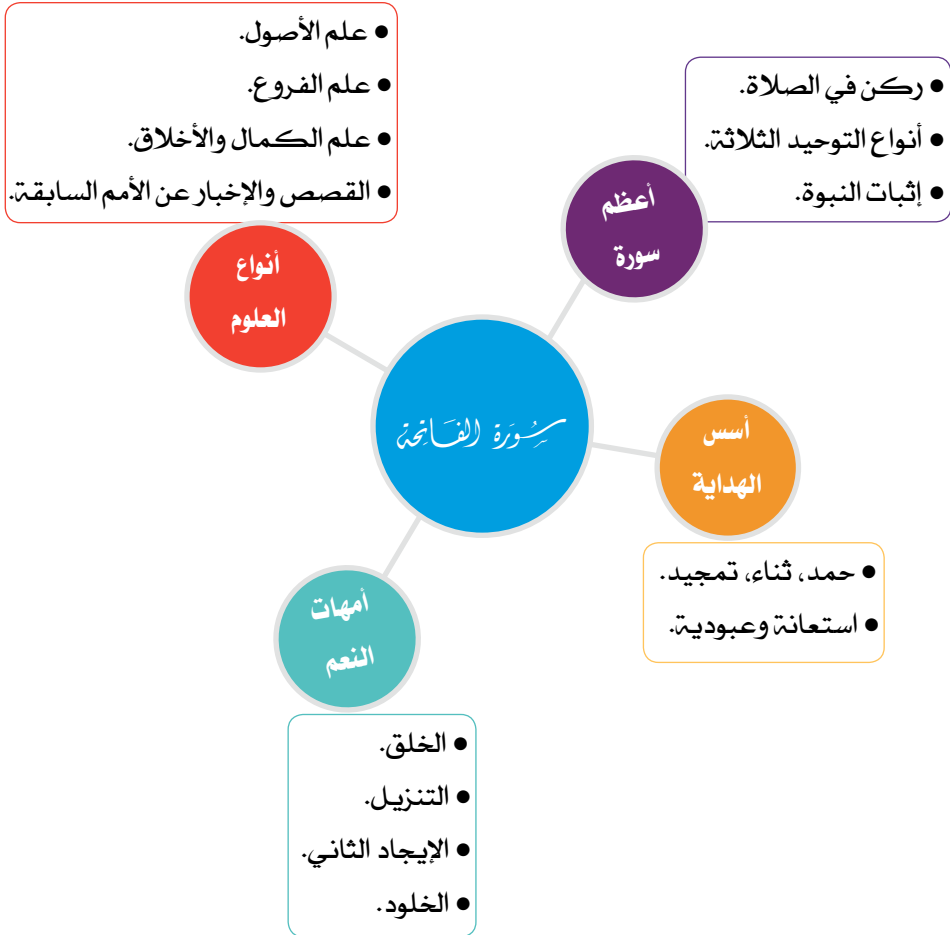 سورة الفاتحة
أعظم
سورة
● ركن في الصلاة.
● أنواع التوحيد الثلاثة.
● إثبات النبوة.
أسس
الهداية
● حمد، ثناء، تمجيد.
● استعانة وعبودية.
أمهات
النعم
● الخلق.
● التنزيل.
● الإيجاد الثاني.
● الخلود.
أنواع
العلوم
● علم الأصول.
● علم الفروع.
● علم الكمال والأخلاق.
● القصص والإخبار عن الأمم السابقة.